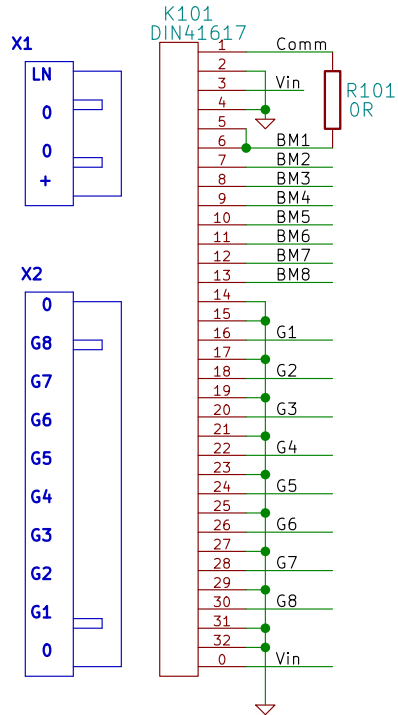 K101
DIN41617
X1
LN
0
0
+
1 Comm
2
3 Vin
4
5
6 BM1
7 BM2
8 BM3
9 BM4
10 BM5
11 BM6
12 BM7
13 BM8
R101
0R
14
15
16 G1
17
18 G2
19
20 G3
21
22 G4
23
24 G5
25
26 G6
27
28 G7
29
30 G8
31
32
0 Vin
X2
0
G8
G7
G6
G5
G4
G3
G2
G1
0